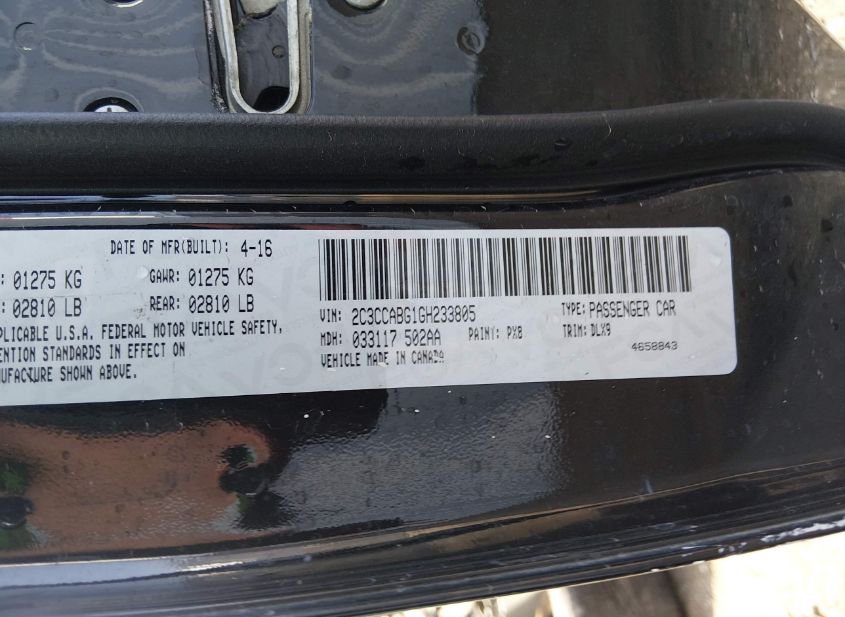 DATE OF MFR(BUILT): 4-16
: 01275 KG GAWR: 01275 KG
: 02810 LB REAR: 02810 LB
PLICABLE U.S.A. FEDERAL MOTOR VEHICLE SAFETY,
ENTION STANDARDS IN EFFECT ON
NUFACTURE SHOWN ABOVE.
VIN: 2C3CCABG1GH233805 TYPE: PASSENGER CAR
MDH: 033117 502AA PAINT: PX8 TRIM: DLX9
VEHICLE MADE IN CANADA 4658843